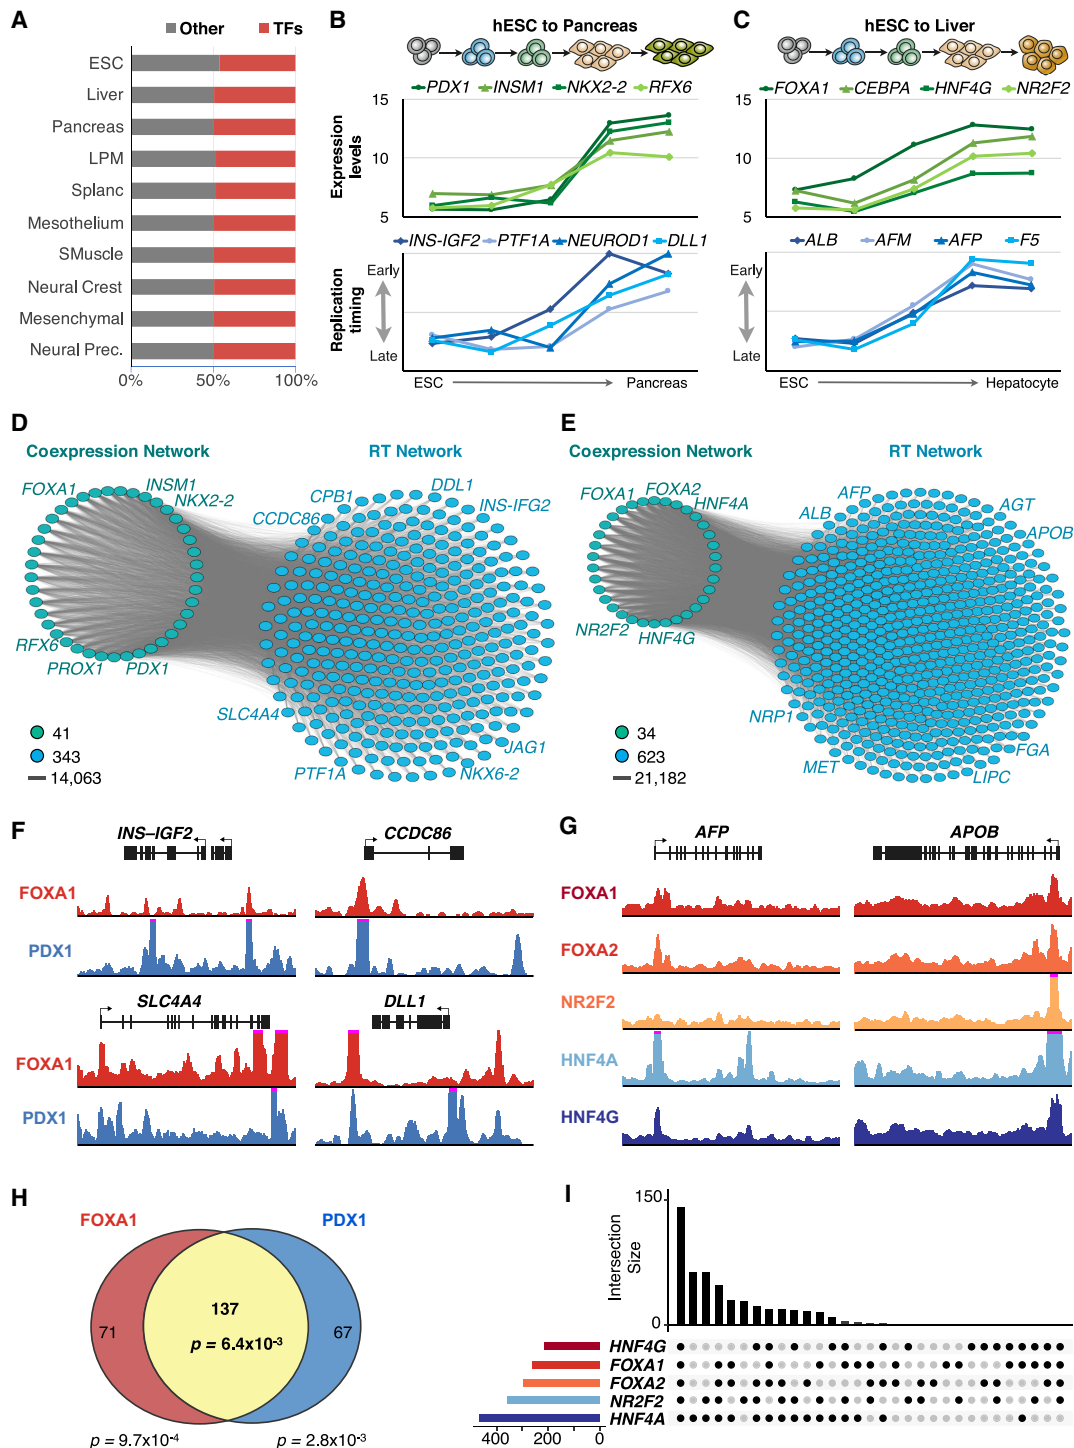 A
Other TFs
ESC
Liver
Pancreas
LPM
Splanc
Mesothelium
SMuscle
Neural Crest
Mesenchymal
Neural Prec.
0% 50% 100%
B
hESC to Pancreas
PDX1 INSM1 NKX2-2 RFX6
15
10
5
Expression
levels
INS-IGF2 PTF1A NEUROD1 DLL1
Replication
timing
Early
Late
ESC Pancreas
C
hESC to Liver
FOXA1 CEBPA HNF4G NR2F2
15
10
5
ALB AFM AFP F5
Early
Late
ESC Hepatocyte
D
Coexpression Network RT Network
FOXA1
INSM1
NKX2-2
RFX6
PROX1
PDX1
CPB1
DDL1
INS-IFG2
CCDC86
SLC4A4
PTF1A
JAG1
NKX6-2
41
343
14,063
E
Coexpression Network RT Network
FOXA1
FOXA2
HNF4A
NR2F2
HNF4G
AFP
ALB
AGT
APOB
NRP1
MET
FGA
LIPC
34
623
21,182
F
INS–IGF2 CCDC86
FOXA1
PDX1
SLC4A4 DLL1
FOXA1
PDX1
G
AFP APOB
FOXA1
FOXA2
NR2F2
HNF4A
HNF4G
H
FOXA1 PDX1
71
137
p = 6.4x10-3
67
p = 9.7x10-4 p = 2.8x10-3
I
150
0
Intersection
Size
HNF4G
FOXA1
FOXA2
NR2F2
HNF4A
400 200 0